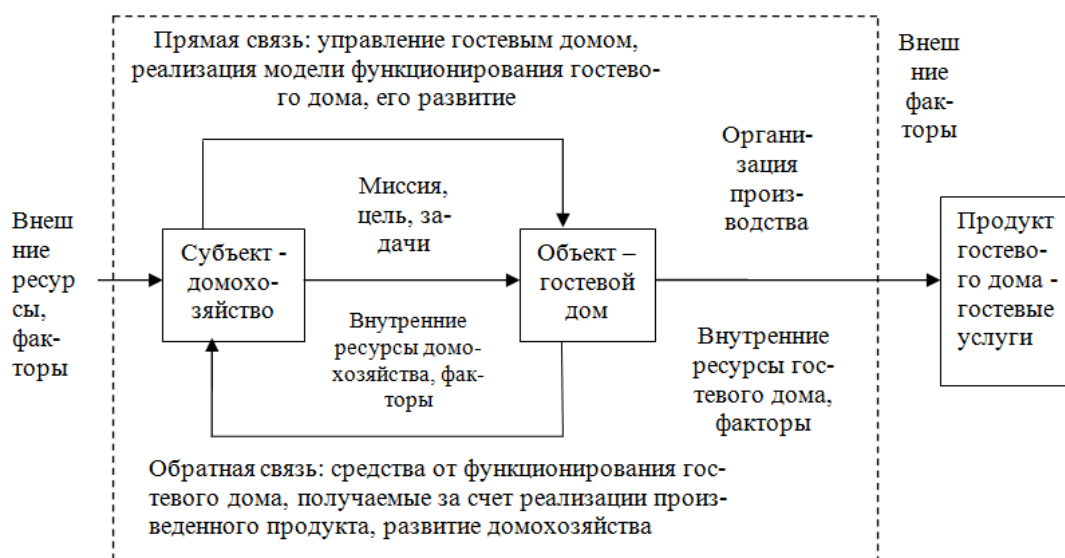 Прямая связь: управление гостевым домом,
реализация модели функционирования гостево-
го дома, его развитие
Внеш
ние
фак-
торы
Органи-
зация
произ-
водства
Миссия,
цель, за-
дачи
Внеш
ние
ресур
сы,
фак-
торы
Субъект -
домохо-
зяйство
Объект –
гостевой
дом
Продукт
гостево-
го дома -
гостевые
услуги
Внутренние
ресурсы домо-
хозяйства, фак-
торы
Внутренние
ресурсы гос-
тевого дома,
факторы
Обратная связь: средства от функционирования гос-
тевого дома, получаемые за счет реализации произ-
веденного продукта, развитие домохозяйства